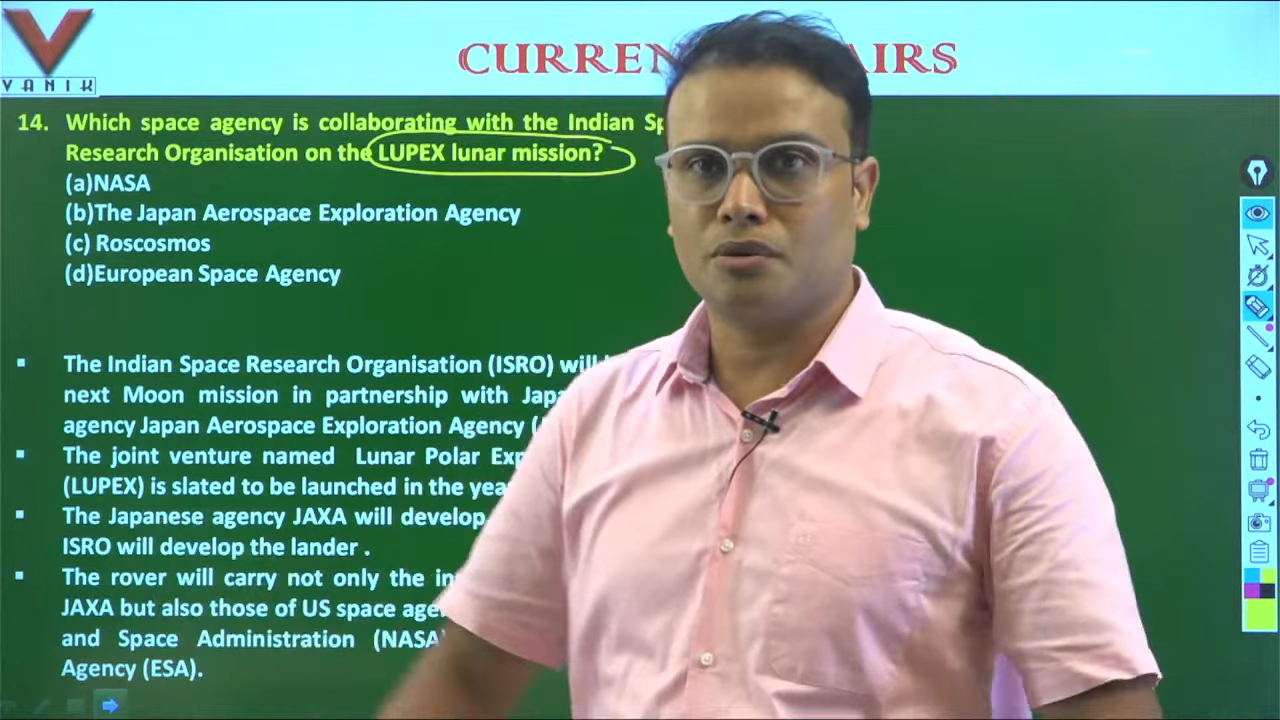 VANIK
CURREN AIRS
14. Which space agency is collaborating with the Indian Sp
Research Organisation on the LUPEX lunar mission?
(a)NASA
(b)The Japan Aerospace Exploration Agency
(c) Roscosmos
(d)European Space Agency
▪ The Indian Space Research Organisation (ISRO) will
next Moon mission in partnership with Japa
agency Japan Aerospace Exploration Agency (
▪ The joint venture named Lunar Polar Exp
(LUPEX) is slated to be launched in the yea
▪ The Japanese agency JAXA will develop
ISRO will develop the lander .
▪ The rover will carry not only the in
JAXA but also those of US space age
and Space Administration (NASA)
Agency (ESA).